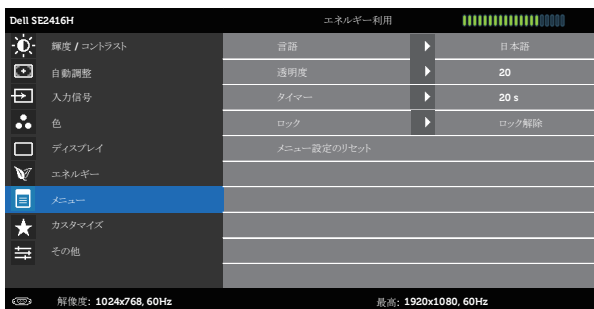 Dell SE2416H エネルギー利用
輝度 / コントラスト 言語 日本語
自動調整 透明度 20
入力信号 タイマー 20 s
色 ロック ロック解除
ディスプレイ メニュー設定のリセット
エネルギー
メニュー
カスタマイズ
その他
解像度: 1024x768, 60Hz 最高: 1920x1080, 60Hz